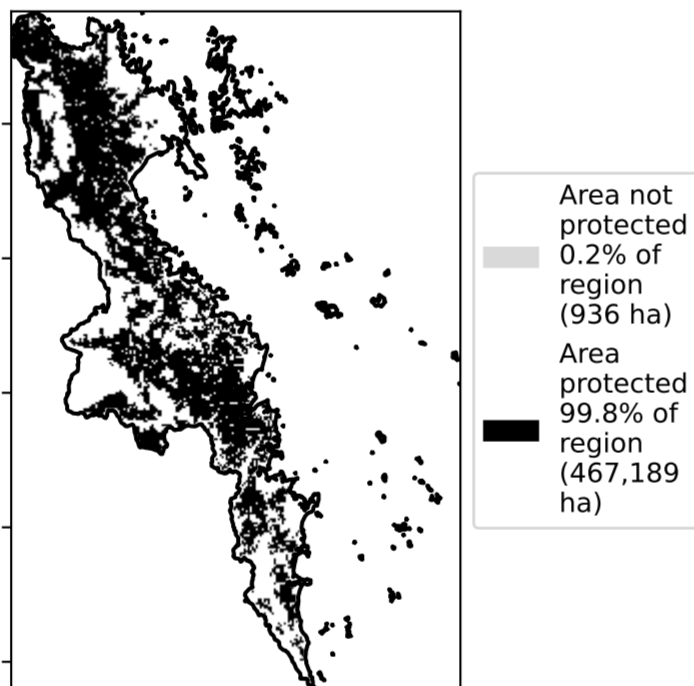 Area not
protected
0.2% of
region
(936 ha)
Area
protected
99.8% of
region
(467,189
ha)